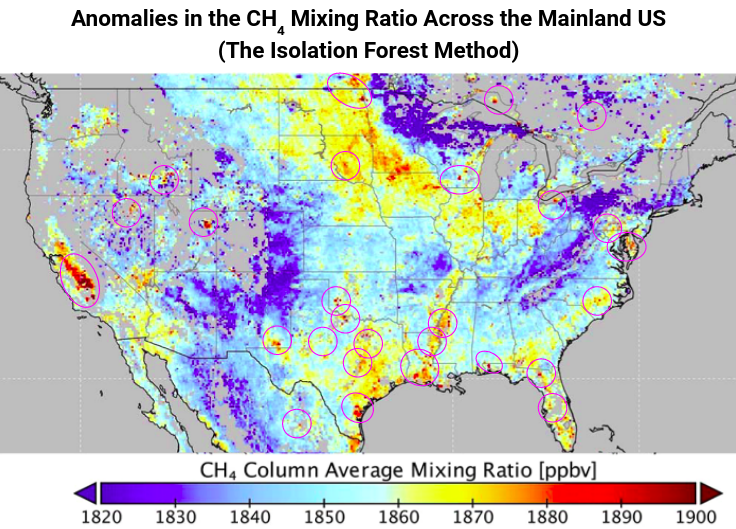 Anomalies in the CH₄ Mixing Ratio Across the Mainland US
(The Isolation Forest Method)
CH₄ Column Average Mixing Ratio [ppbv]
1820 1830 1840 1850 1860 1870 1880 1890 1900